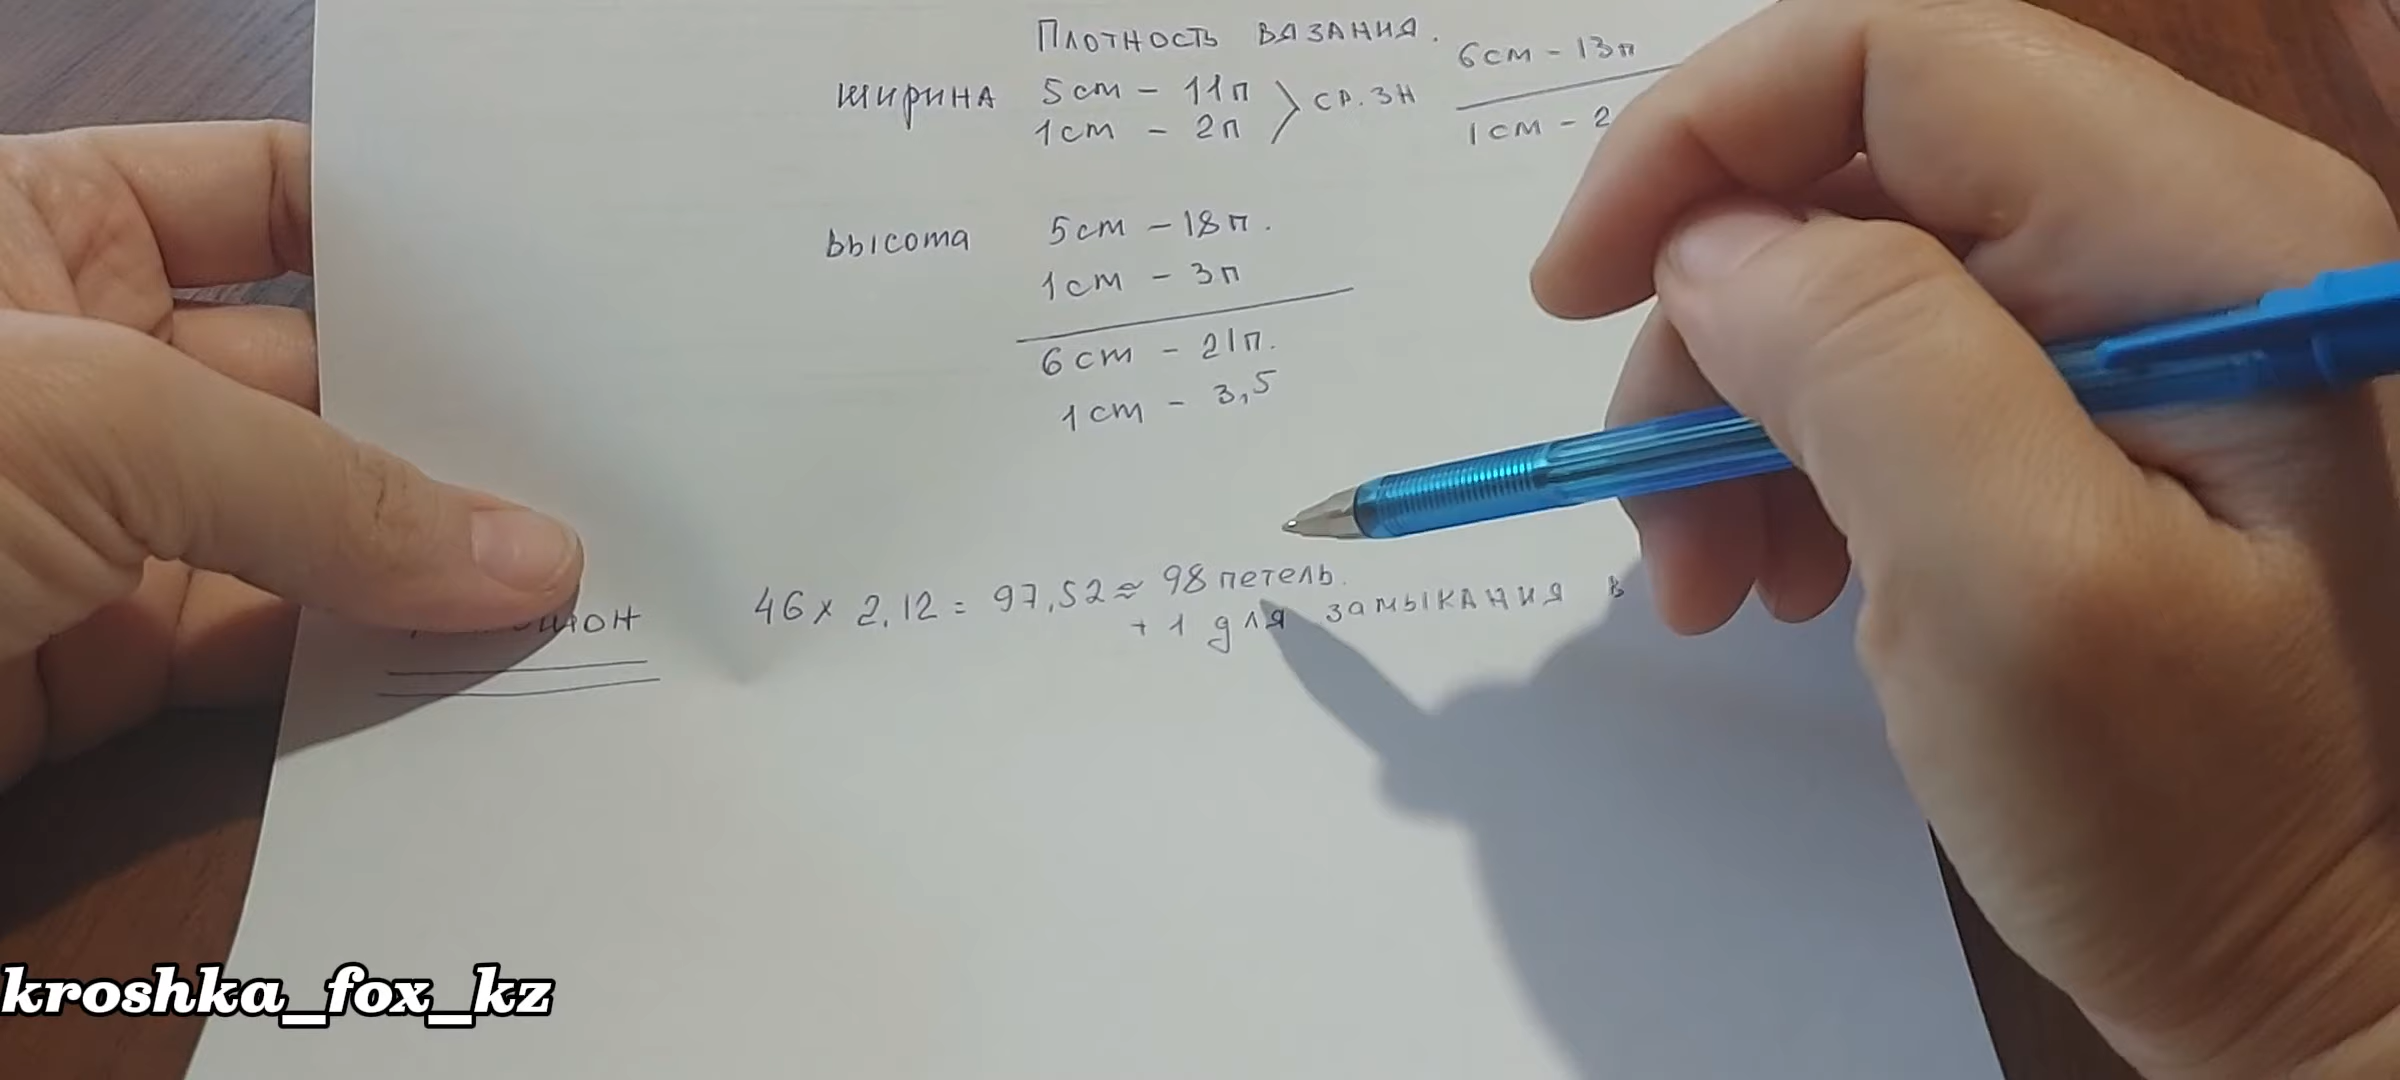 Плотность вязания.
ширина 5см - 11п ср. зн 6см - 13п
1см - 2п 1см - 2
высота 5см - 18п.
1см - 3п
6см - 21п.
1см - 3,5
46 x 2,12 = 97,52 ≈ 98 петель.
+ 1 для замыкания в
kroshka_fox_kz